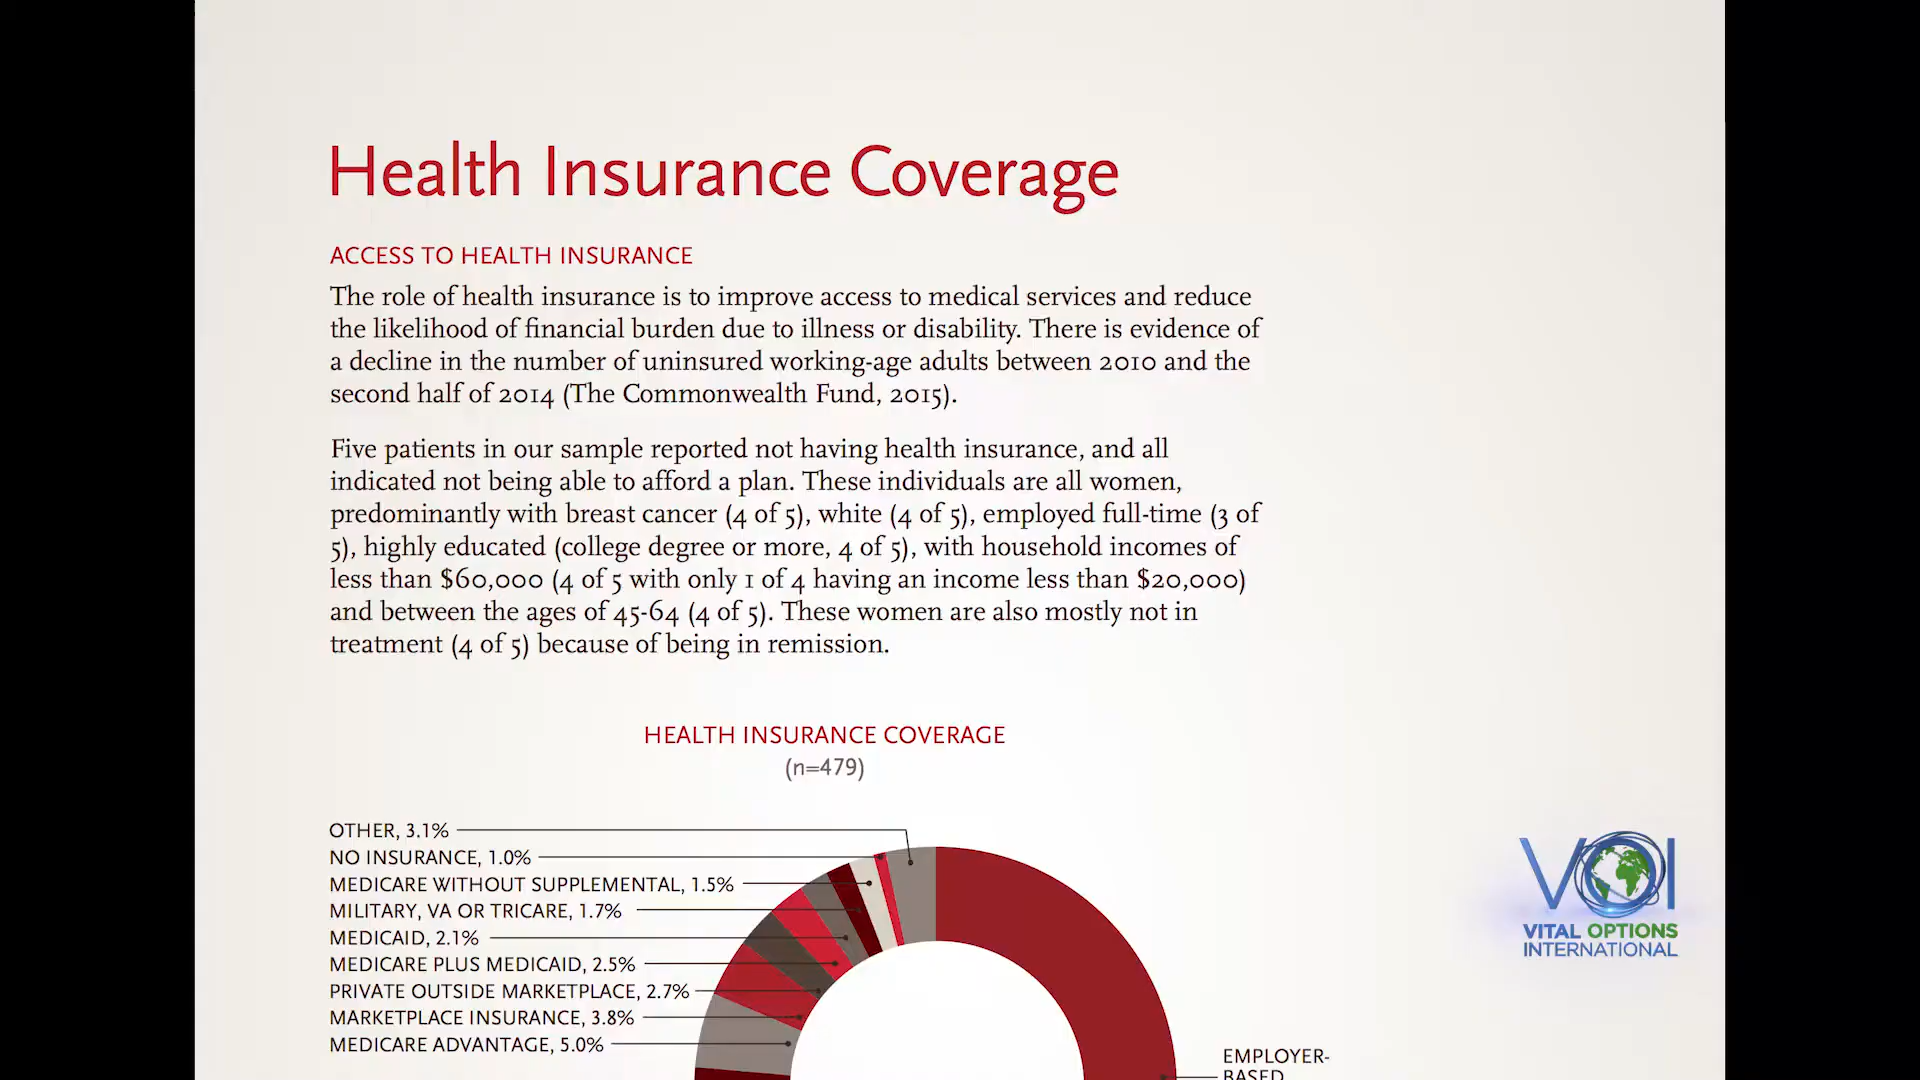 Health Insurance Coverage
ACCESS TO HEALTH INSURANCE
The role of health insurance is to improve access to medical services and reduce
the likelihood of financial burden due to illness or disability. There is evidence of
a decline in the number of uninsured working-age adults between 2010 and the
second half of 2014 (The Commonwealth Fund, 2015).
Five patients in our sample reported not having health insurance, and all
indicated not being able to afford a plan. These individuals are all women,
predominantly with breast cancer (4 of 5), white (4 of 5), employed full-time (3 of
5), highly educated (college degree or more, 4 of 5), with household incomes of
less than $60,000 (4 of 5 with only 1 of 4 having an income less than $20,000)
and between the ages of 45-64 (4 of 5). These women are also mostly not in
treatment (4 of 5) because of being in remission.
HEALTH INSURANCE COVERAGE
(n=479)
OTHER, 3.1%
NO INSURANCE, 1.0%
MEDICARE WITHOUT SUPPLEMENTAL, 1.5%
MILITARY, VA OR TRICARE, 1.7%
MEDICAID, 2.1%
MEDICARE PLUS MEDICAID, 2.5%
PRIVATE OUTSIDE MARKETPLACE, 2.7%
MARKETPLACE INSURANCE, 3.8%
MEDICARE ADVANTAGE, 5.0%
EMPLOYER-
BASED
VOI
VITAL OPTIONS
INTERNATIONAL